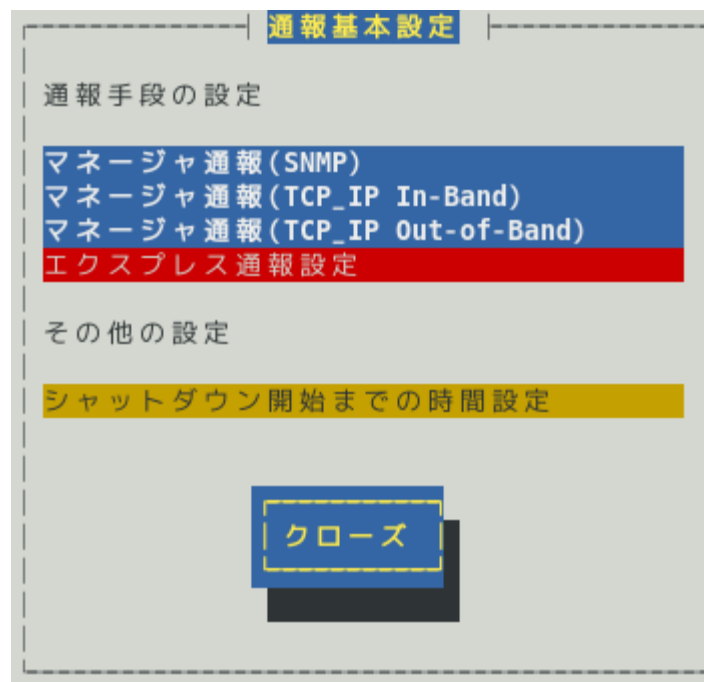 通報基本設定
通報手段の設定
マネージャ通報(SNMP)
マネージャ通報(TCP_IP In-Band)
マネージャ通報(TCP_IP Out-of-Band)
エクスプレス通報設定
その他の設定
シャットダウン開始までの時間設定
クローズ